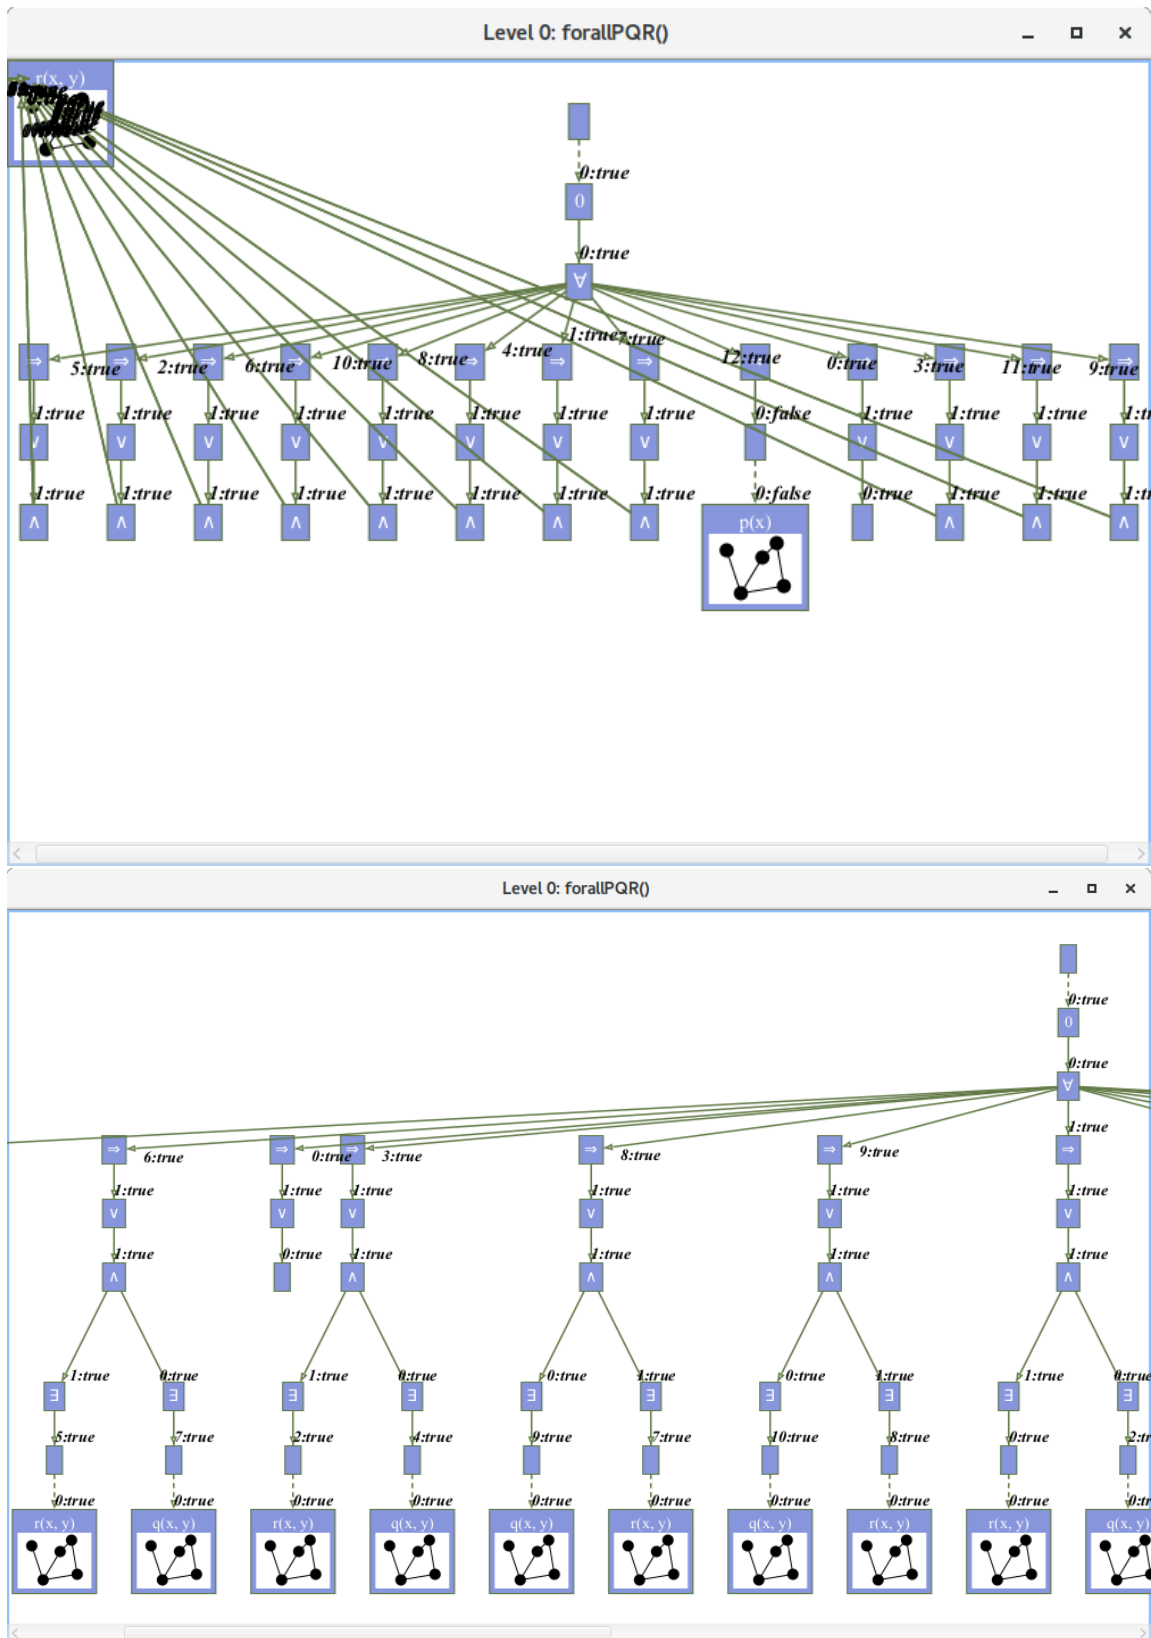 Level 0: forallPQR()
r(x, y)
0:true
0
0:true
∀
1:true 7:true
5:true 2:true 6:true 10:true 8:true 4:true 12:true 0:true 3:true 11:true 9:true
⇒ ⇒ ⇒ ⇒ ⇒ ⇒ ⇒ ⇒ ⇒ ⇒ ⇒ ⇒
1:true 1:true 1:true 1:true 1:true 1:true 1:true 1:true 0:false 1:true 1:true 1:true
∨ ∨ ∨ ∨ ∨ ∨ ∨ ∨ ∨ ∨ ∨ ∨
1:true 1:true 1:true 1:true 1:true 1:true 1:true 1:true 0:false 0:true 1:true 1:true
∧ ∧ ∧ ∧ ∧ ∧ ∧ ∧ ∧ ∧ ∧
p(x)
Level 0: forallPQR()
0:true
0
0:true
∀
1:true
⇒ ⇒ ⇒ ⇒ ⇒ ⇒
6:true 0:true 3:true 8:true 9:true
1:true 1:true 1:true 1:true 1:true 1:true
∨ ∨ ∨ ∨ ∨ ∨
1:true 0:true 1:true 1:true 1:true 1:true
∧ ∧ ∧ ∧ ∧
1:true 0:true 1:true 0:true 0:true 1:true 0:true 1:true 1:true 0:true
∃ ∃ ∃ ∃ ∃ ∃ ∃ ∃ ∃ ∃
5:true 7:true 2:true 4:true 9:true 7:true 10:true 8:true 0:true
0:true 0:true 0:true 0:true 0:true 0:true 0:true 0:true 0:true
r(x, y) q(x, y) r(x, y) q(x, y) q(x, y) r(x, y) q(x, y) r(x, y) r(x, y) q(x, y)